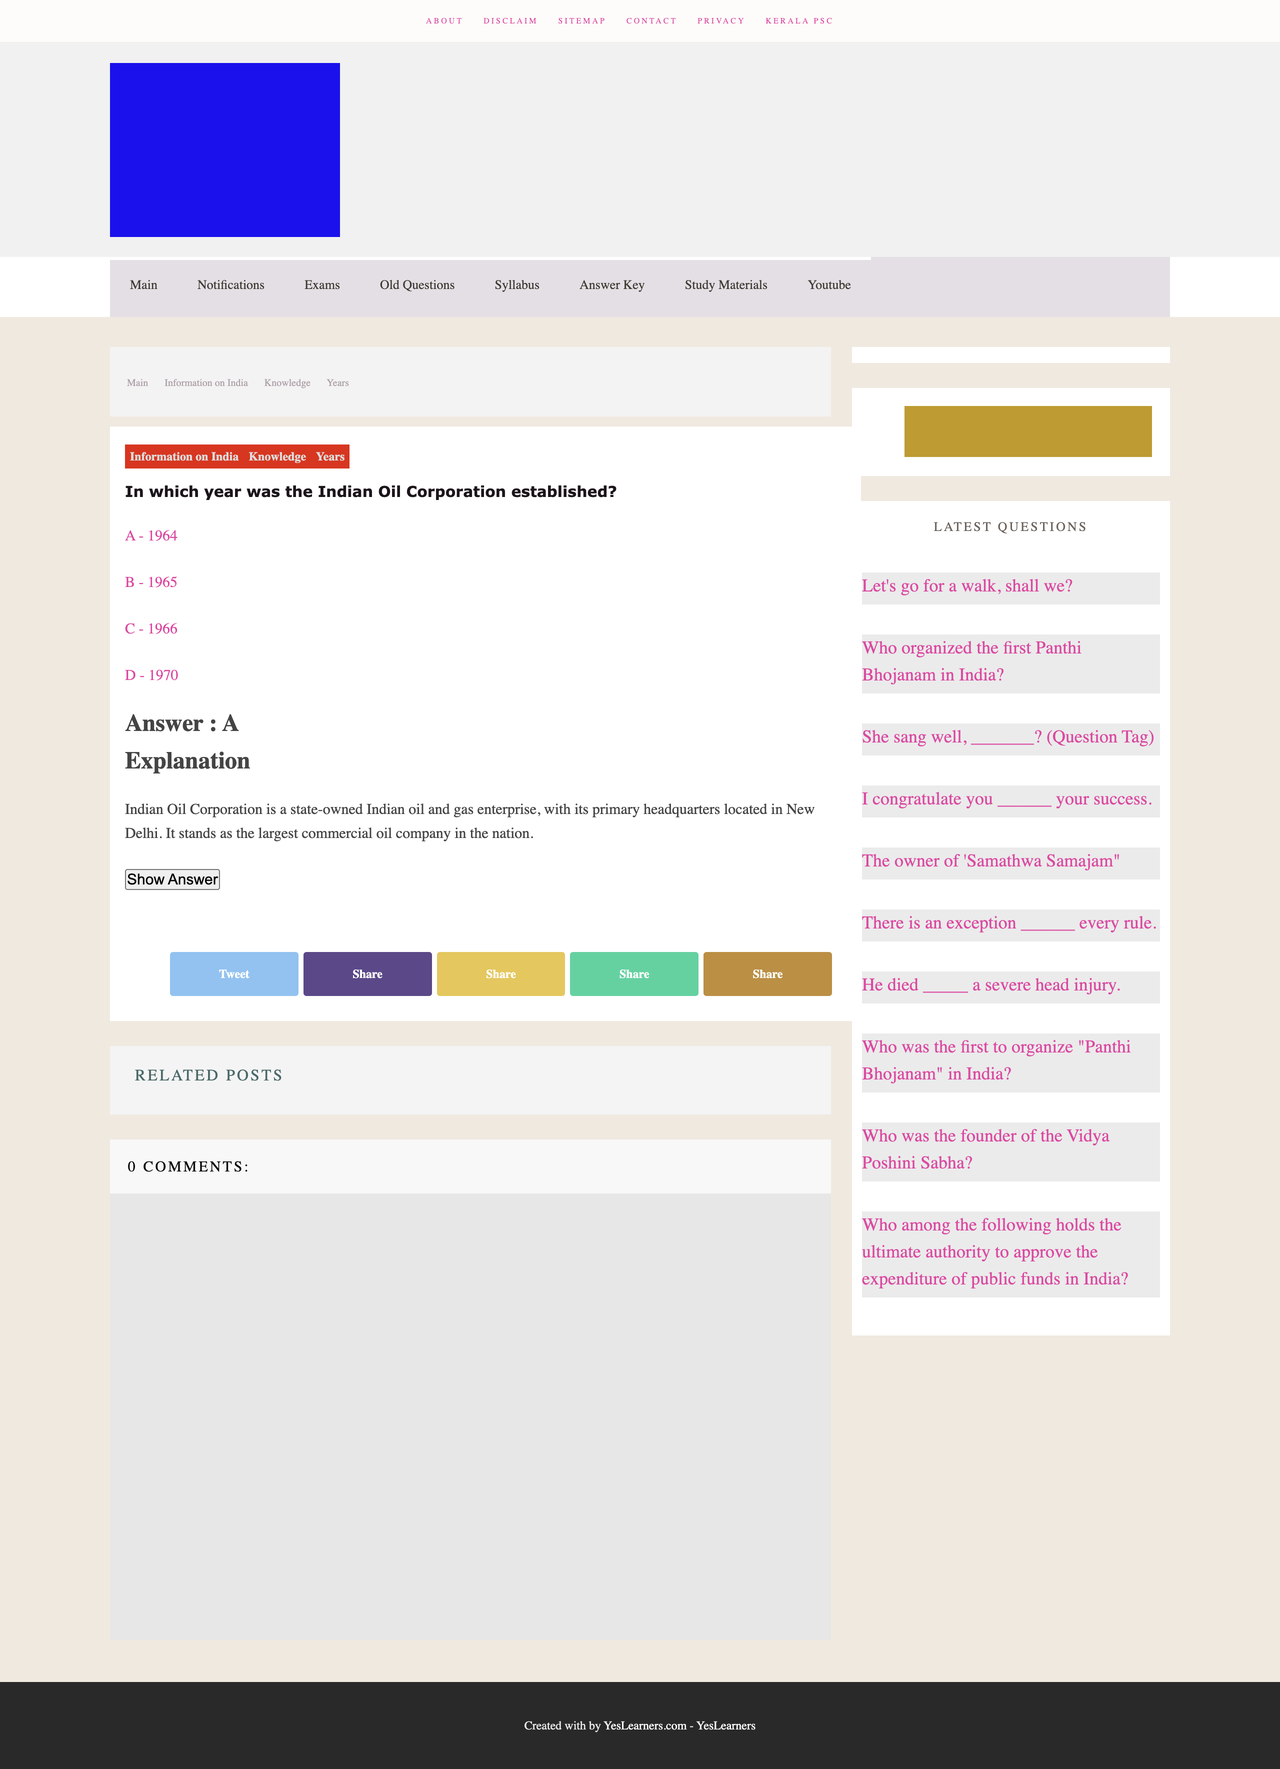 ABOUT DISCLAIM SITEMAP CONTACT PRIVACY KERALA PSC
Main Notifications Exams Old Questions Syllabus Answer Key Study Materials Youtube
Main Information on India Knowledge Years
Information on India Knowledge Years
In which year was the Indian Oil Corporation established?
A - 1964
B - 1965
C - 1966
D - 1970
Answer : A
Explanation
Indian Oil Corporation is a state-owned Indian oil and gas enterprise, with its primary headquarters located in New
Delhi. It stands as the largest commercial oil company in the nation.
Show Answer
Tweet Share Share Share Share
RELATED POSTS
0 COMMENTS:
LATEST QUESTIONS
Let's go for a walk, shall we?
Who organized the first Panthi
Bhojanam in India?
She sang well, _______? (Question Tag)
I congratulate you ______ your success.
The owner of 'Samathwa Samajam"
There is an exception ______ every rule.
He died _____ a severe head injury.
Who was the first to organize "Panthi
Bhojanam" in India?
Who was the founder of the Vidya
Poshini Sabha?
Who among the following holds the
ultimate authority to approve the
expenditure of public funds in India?
Created with by YesLearners.com - YesLearners